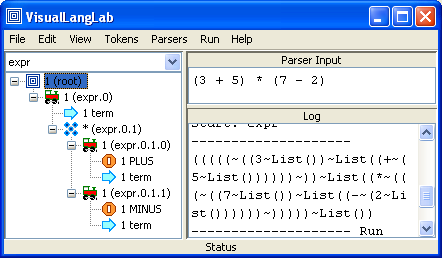 VisualLangLab
File Edit View Tokens Parsers Run Help
expr
1 (root)
1 (expr.0)
1 term
* (expr.0.1)
1 (expr.0.1.0)
1 PLUS
1 term
1 (expr.0.1.1)
1 MINUS
1 term
Parser Input
(3 + 5) * (7 - 2)
Log
Start: expr
-------------------
(((((~((3~List())~List((+~(
5~List())))))~))~List((*~((
(~((7~List())~List((-~(2~Li
st()))))))~)))))~List())
------------------- Run
Status